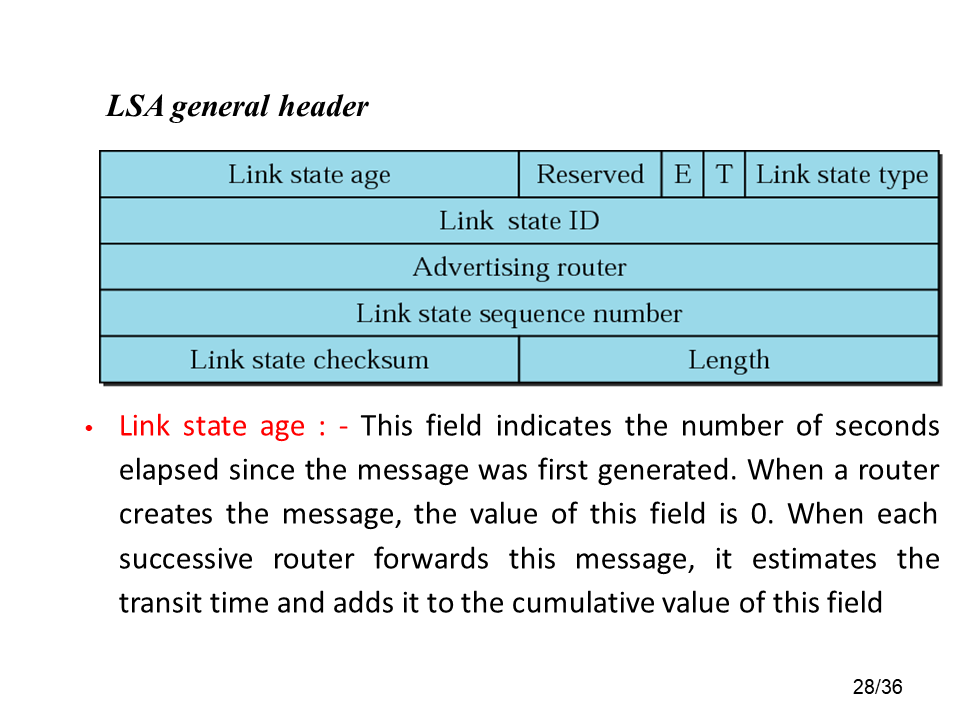 LSA general header
Link state age Reserved E T Link state type
Link state ID
Advertising router
Link state sequence number
Link state checksum Length
• Link state age : - This field indicates the number of seconds
elapsed since the message was first generated. When a router
creates the message, the value of this field is 0. When each
successive router forwards this message, it estimates the
transit time and adds it to the cumulative value of this field
28/36